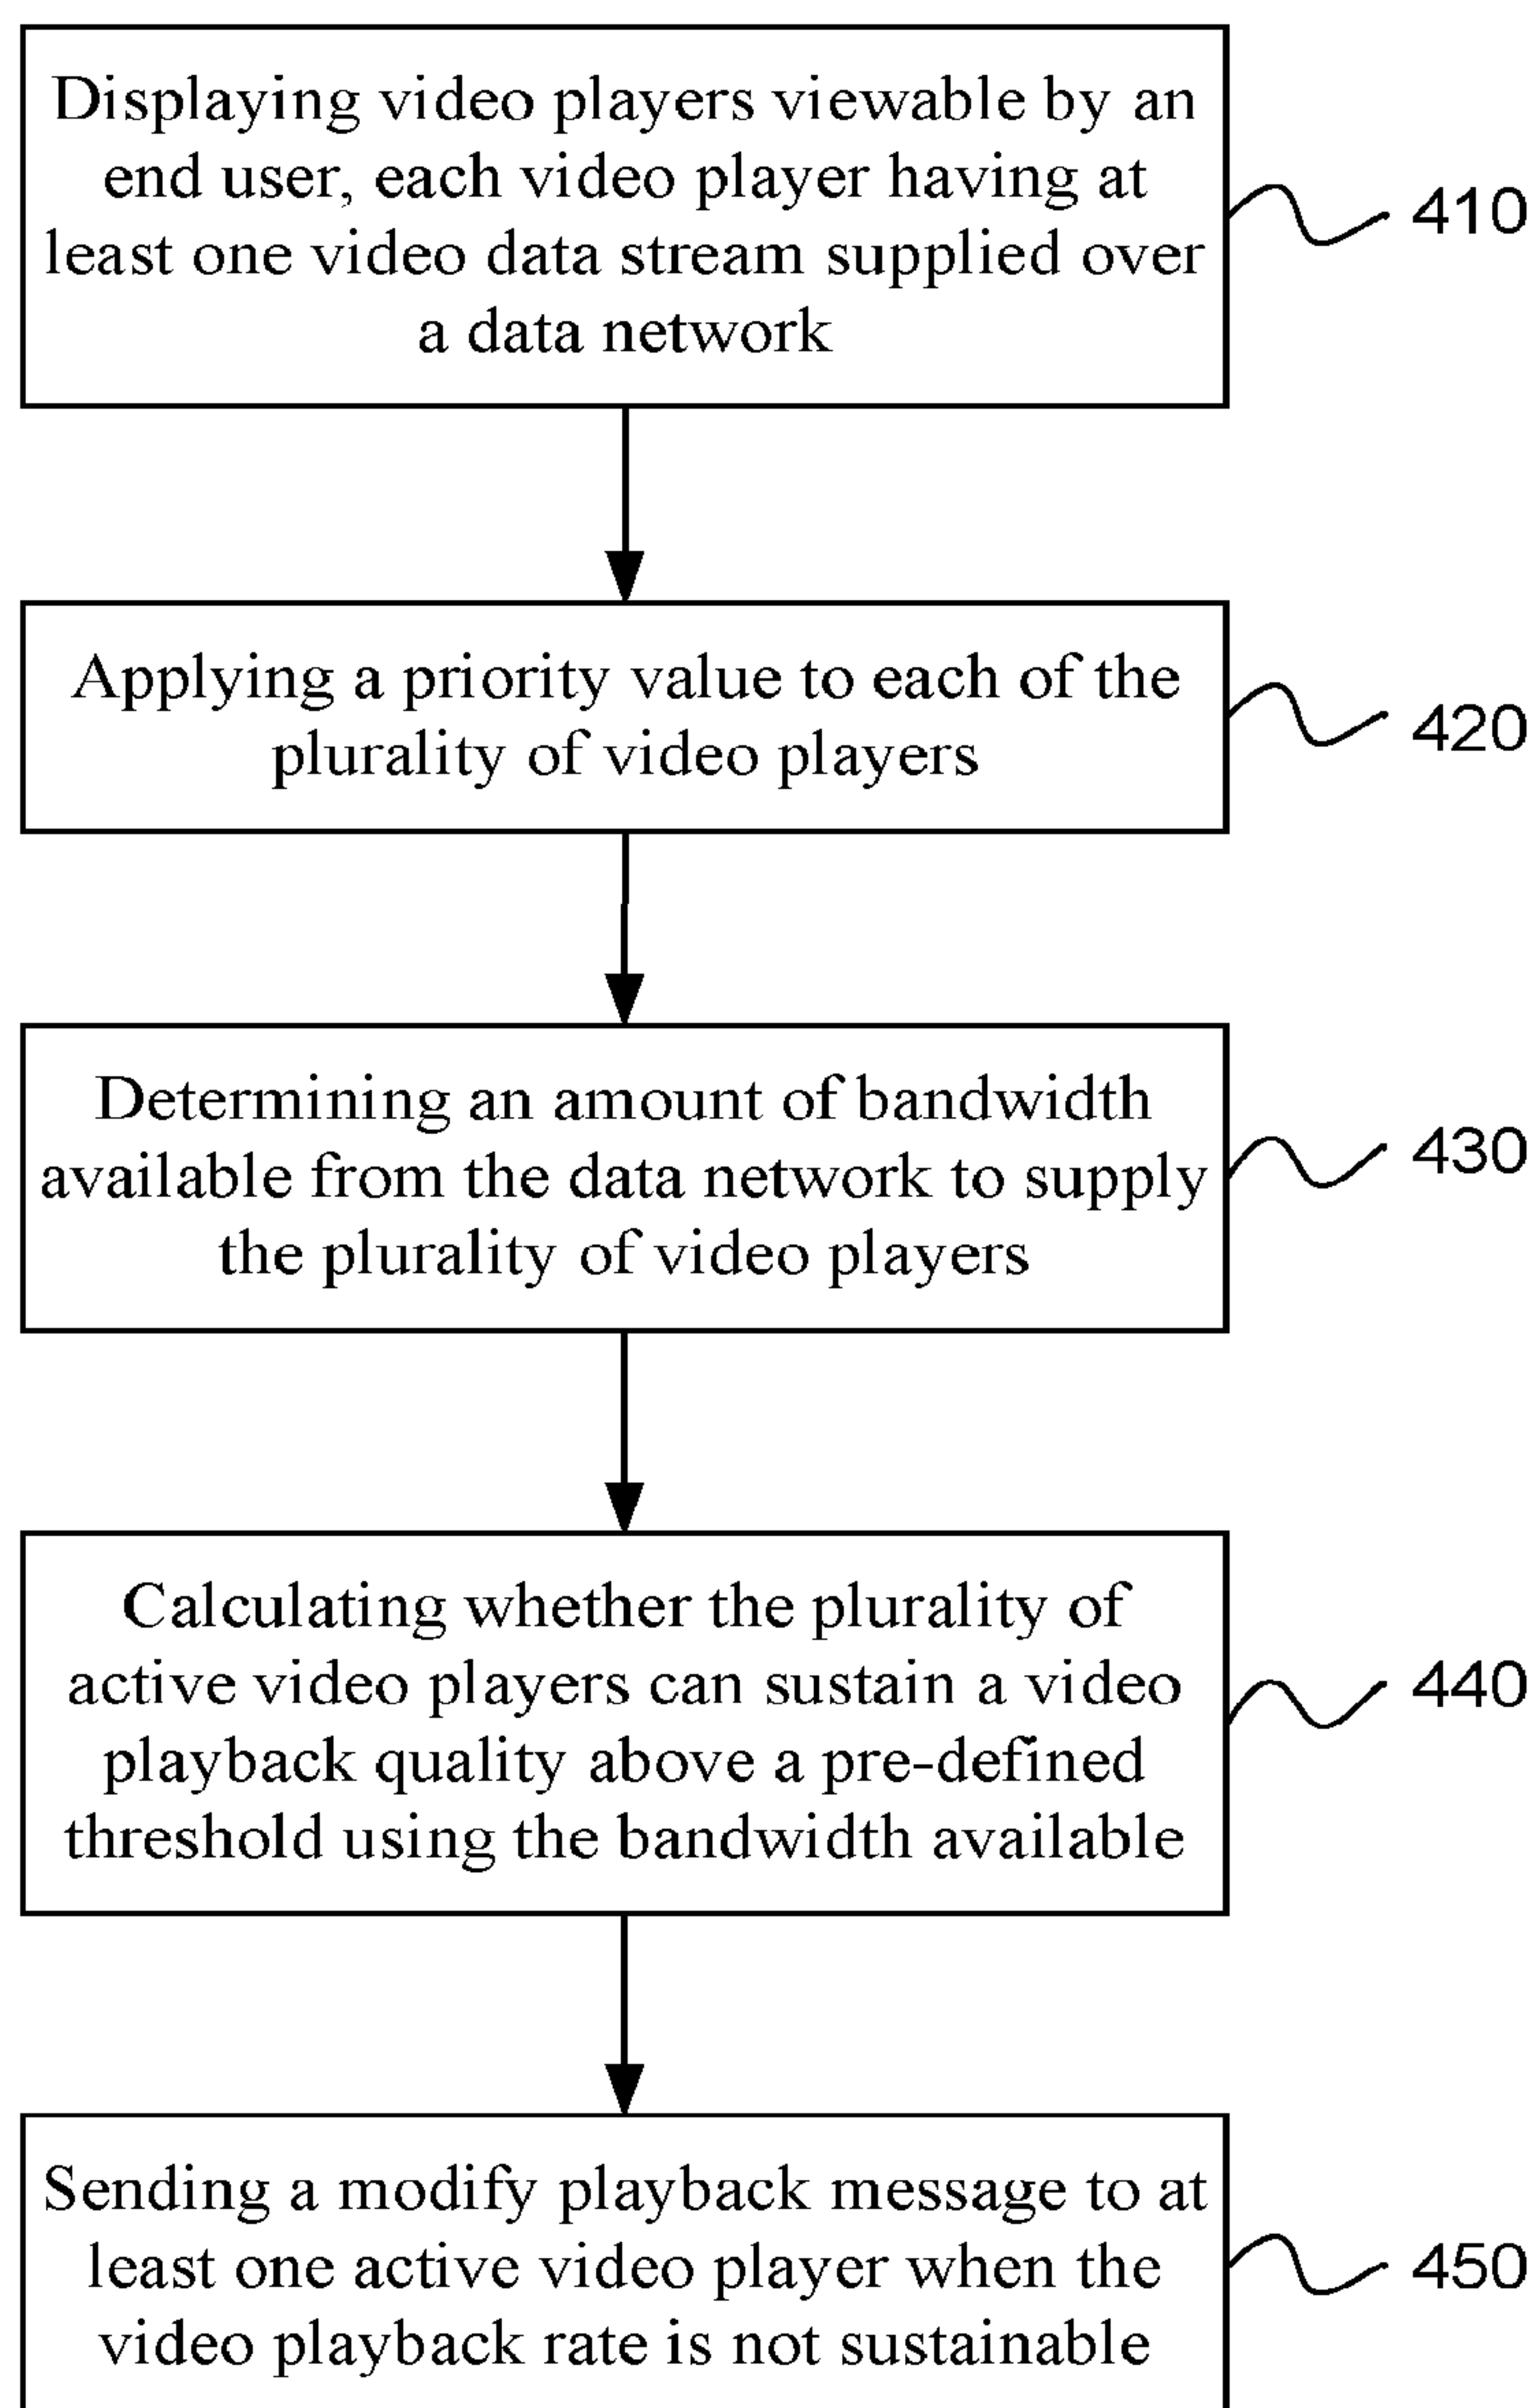 Displaying video players viewable by an
end user, each video player having at
least one video data stream supplied over
a data network
410
Applying a priority value to each of the
plurality of video players
420
Determining an amount of bandwidth
available from the data network to supply
the plurality of video players
430
Calculating whether the plurality of
active video players can sustain a video
playback quality above a pre-defined
threshold using the bandwidth available
440
Sending a modify playback message to at
least one active video player when the
video playback rate is not sustainable
450